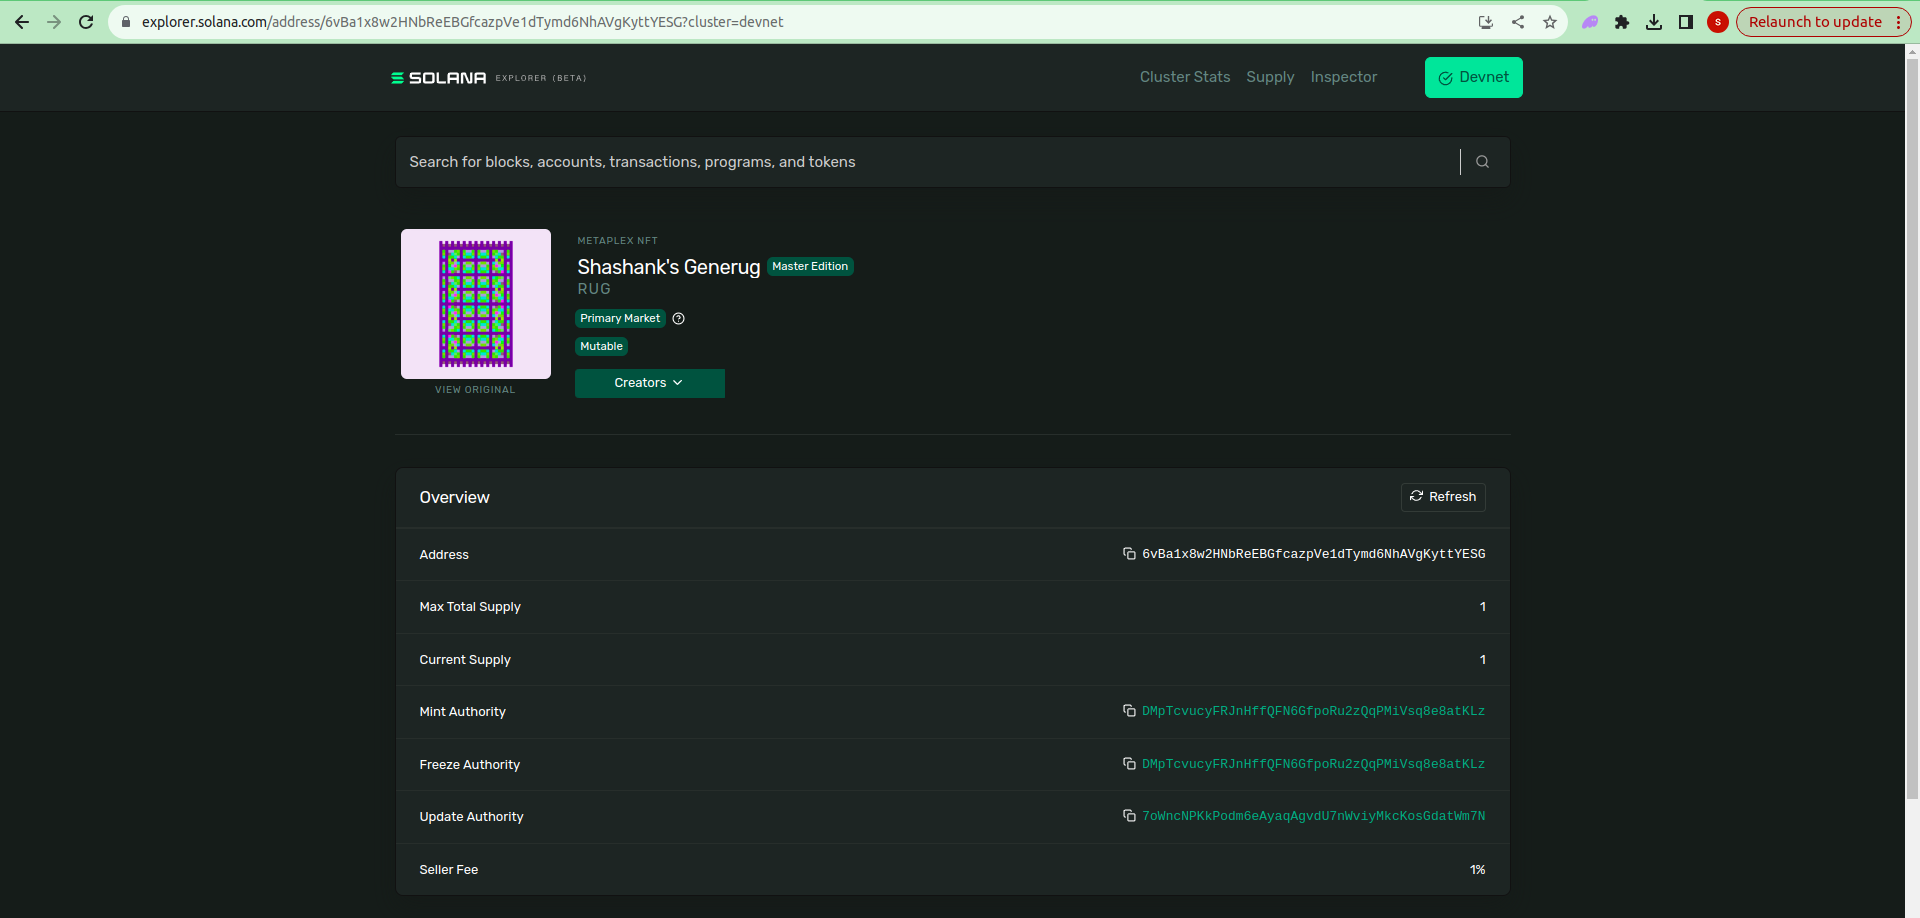 explorer.solana.com/address/6vBa1x8w2HNbReEBGfcazpVe1dTymd6NhAVgKyttYESG?cluster=devnet
S
Relaunch to update
SOLANA EXPLORER (BETA)
Cluster Stats Supply Inspector Devnet
Search for blocks, accounts, transactions, programs, and tokens
METAPLEX NFT
Shashank's Generug Master Edition
RUG
Primary Market
Mutable
Creators
VIEW ORIGINAL
Overview Refresh
Address 6vBa1x8w2HNbReEBGfcazpVe1dTymd6NhAVgKyttYESG
Max Total Supply 1
Current Supply 1
Mint Authority DMpTcvucyFRJnHffQFN6GfpoRu2zQqPMiVsq8e8atKLz
Freeze Authority DMpTcvucyFRJnHffQFN6GfpoRu2zQqPMiVsq8e8atKLz
Update Authority 7oWncNPKkPodm6eAyaqAgvdU7nWviyMkcKosGdatWm7N
Seller Fee 1%